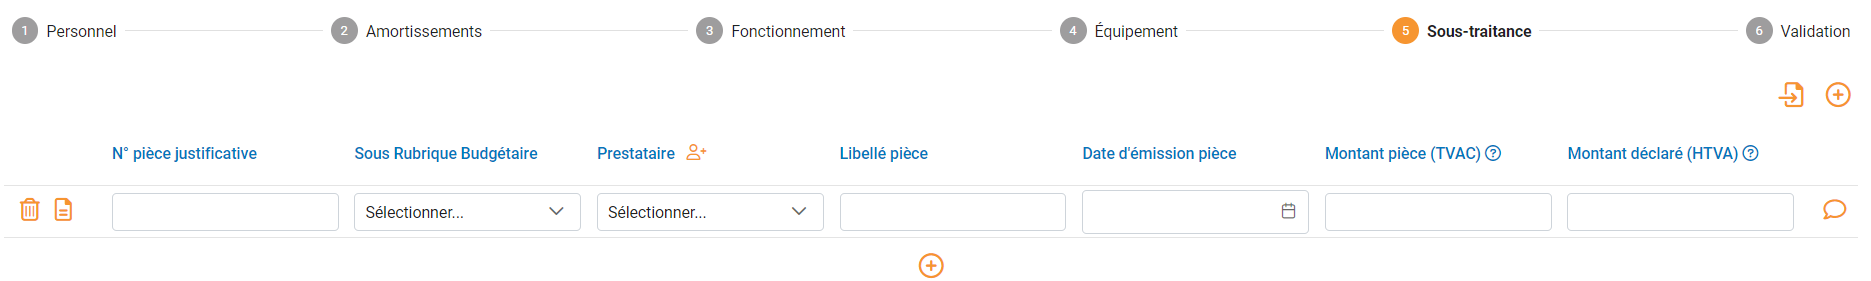 1 Personnel 2 Amortissements 3 Fonctionnement 4 Équipement 5 Sous-traitance 6 Validation
N° pièce justificative Sous Rubrique Budgétaire Prestataire Libellé pièce Date d'émission pièce Montant pièce (TVAC) Montant déclaré (HTVA)
Sélectionner... Sélectionner...